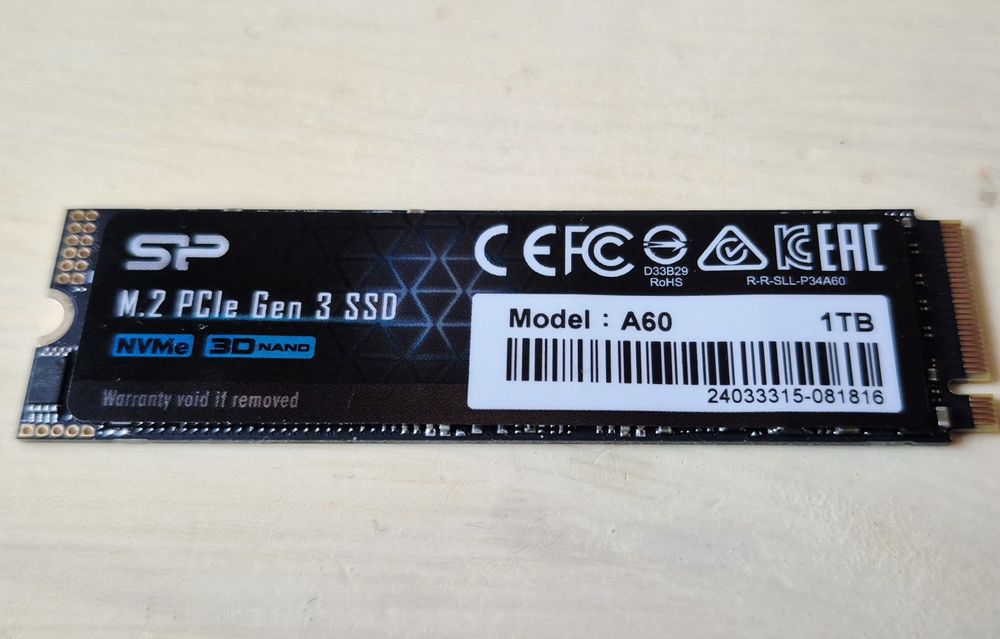 SP
M.2 PCIe Gen 3 SSD
NVMe 3D NAND
Warranty void if removed
CE FC D33B29 RoHS KC EAC
R-R-SLL-P34A60
Model : A60 1TB
24033315-081816